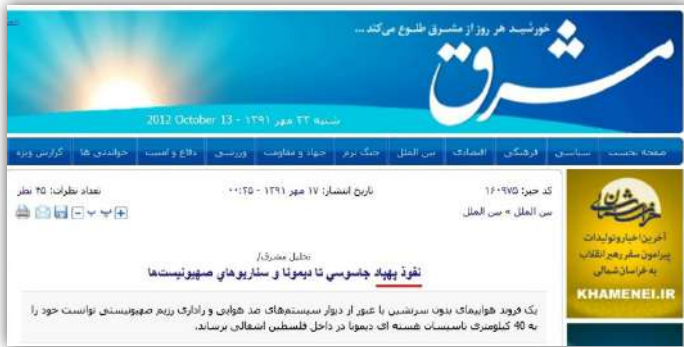 خورشید هر روز از مشرق طلوع می‌کند ...
مشرق
شنبه ۲۲ مهر ۱۳۹۱ - 13 October 2012
صفحه نخست سیاسی فرهنگی اقتصادی بین الملل جنگ نرم جهاد و مقاومت ورزشی دفاع و امنیت خواندنی ها گزارش ویژه
کد خبر: ۱۶۰۹۷۵ تاریخ انتشار: ۱۷ مهر ۱۳۹۱ - ۰۰:۲۵ تعداد نظرات: ۳۵ نظر
بین الملل » بین الملل
تحلیل مشرق/
نفوذ پهپاد جاسوسی تا دیمونا و سناریوهای صهیونیست‌ها
یک فروند هواپیمای بدون سرنشین با عبور از دیوار سیستم‌های ضد هوایی و راداری رژیم صهیونیستی توانست خود را
به 40 کیلومتری تاسیسات هسته ای دیمونا در داخل فلسطین اشغالی برساند.
خراسان شمالی
آخرین اخبار و تولیدات
پیرامون سفر رهبر انقلاب
به خراسان شمالی
KHAMENEI.IR